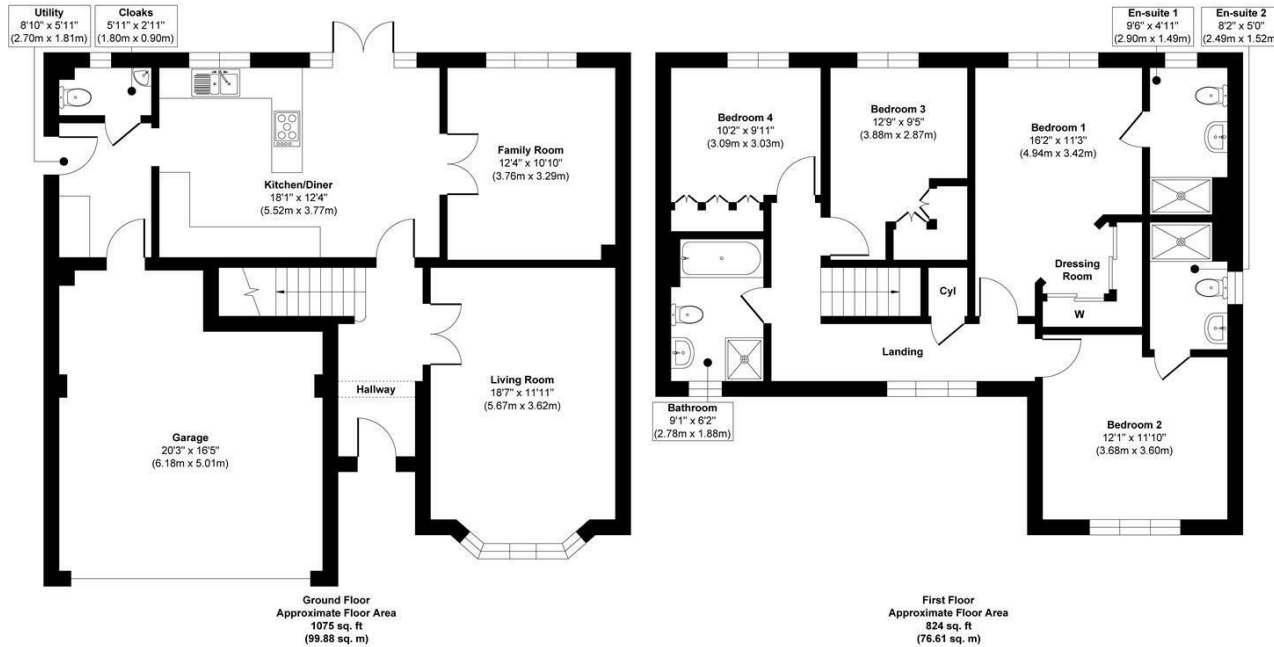 Utility
8'10" x 5'11"
(2.70m x 1.81m)
Cloaks
5'11" x 2'11"
(1.80m x 0.90m)
Kitchen/Diner
18'1" x 12'4"
(5.52m x 3.77m)
Family Room
12'4" x 10'10"
(3.76m x 3.29m)
Living Room
18'7" x 11'11"
(5.67m x 3.62m)
Hallway
Garage
20'3" x 16'5"
(6.18m x 5.01m)
Ground Floor
Approximate Floor Area
1075 sq. ft
(99.88 sq. m)
En-suite 1
9'6" x 4'11"
(2.90m x 1.49m)
En-suite 2
8'2" x 5'0"
(2.49m x 1.52m)
Bedroom 4
10'2" x 9'11"
(3.09m x 3.03m)
Bedroom 3
12'9" x 9'5"
(3.88m x 2.87m)
Bedroom 1
16'2" x 11'3"
(4.94m x 3.42m)
Dressing
Room
W
Cyl
Landing
Bathroom
9'1" x 6'2"
(2.78m x 1.88m)
Bedroom 2
12'1" x 11'10"
(3.68m x 3.60m)
First Floor
Approximate Floor Area
824 sq. ft
(76.61 sq. m)